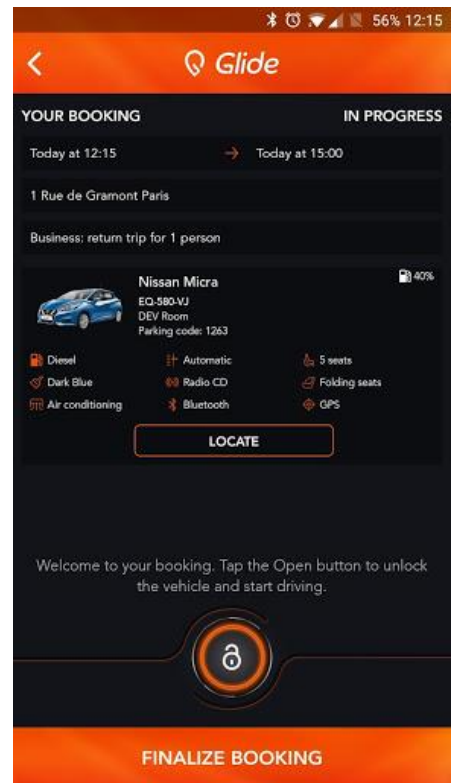 56% 12:15
Glide
YOUR BOOKING IN PROGRESS
Today at 12:15 → Today at 15:00
1 Rue de Gramont Paris
Business: return trip for 1 person
Nissan Micra 40%
EQ-580-VJ
DEV Room
Parking code: 1263
Diesel Automatic 5 seats
Dark Blue Radio CD Folding seats
Air conditioning Bluetooth GPS
LOCATE
Welcome to your booking. Tap the Open button to unlock
the vehicle and start driving.
FINALIZE BOOKING